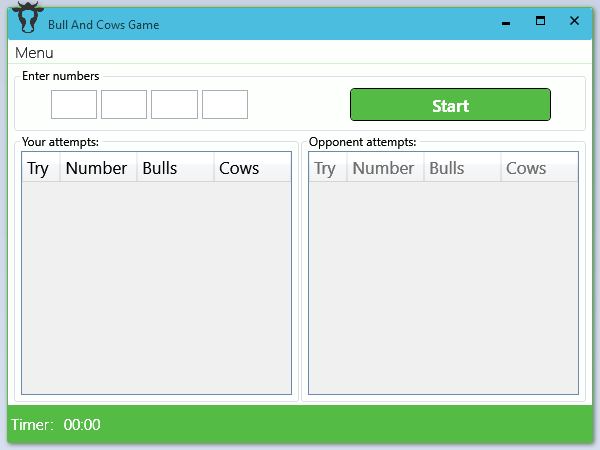 Bull And Cows Game
Menu
Enter numbers
Start
Your attempts:
Try Number Bulls Cows
Opponent attempts:
Try Number Bulls Cows
Timer: 00:00